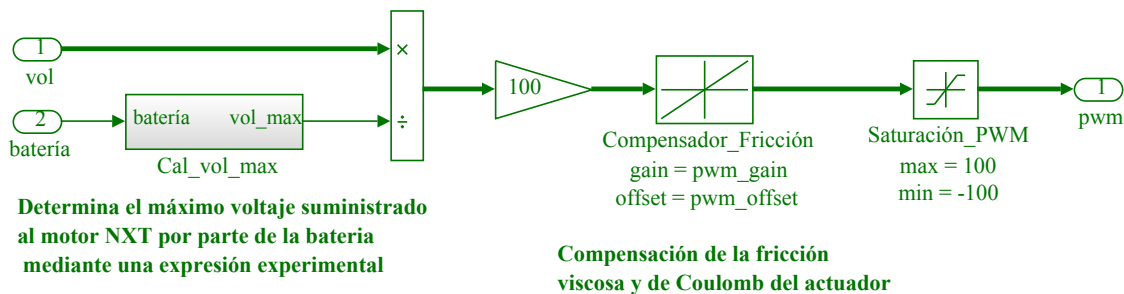 1
vol
2
batería
batería vol_max
Cal_vol_max
×
÷
100
Compensador_Fricción
gain = pwm_gain
offset = pwm_offset
Saturación_PWM
max = 100
min = -100
1
pwm
Determina el máximo voltaje suministrado
al motor NXT por parte de la bateria
mediante una expresión experimental
Compensación de la fricción
viscosa y de Coulomb del actuador